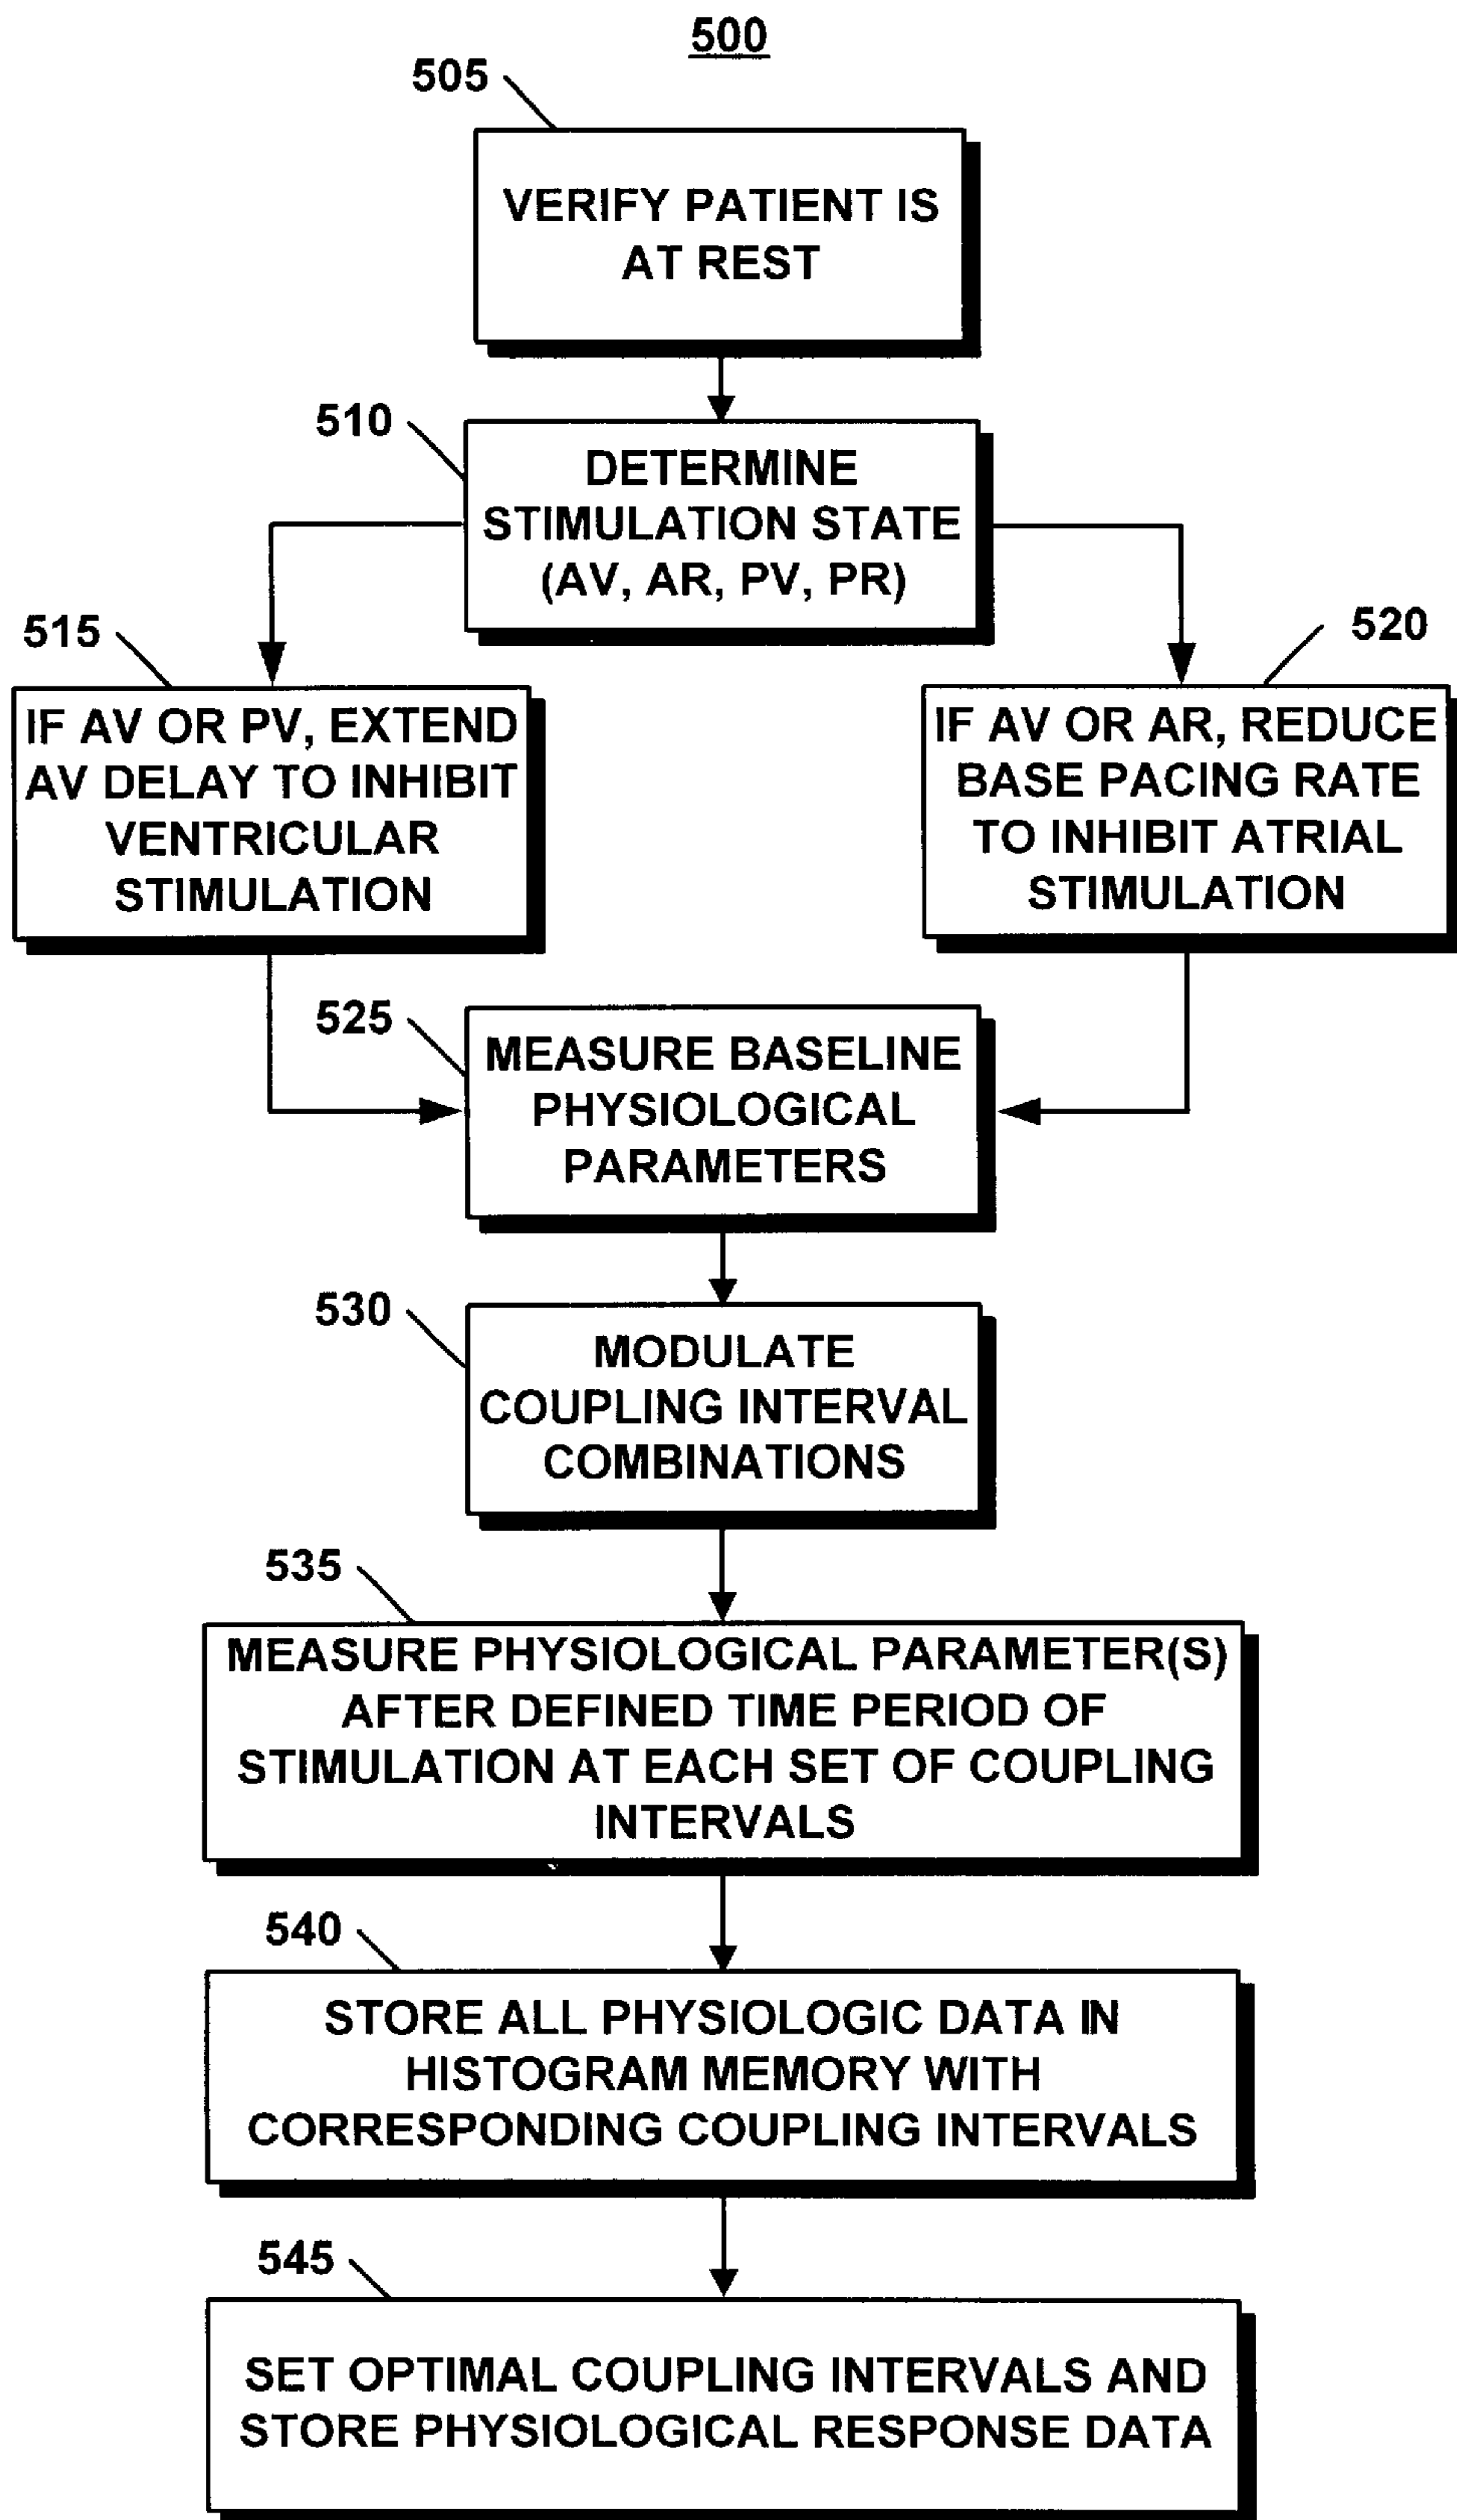 500
505
VERIFY PATIENT IS
AT REST
510
DETERMINE
STIMULATION STATE
(AV, AR, PV, PR)
515
IF AV OR PV, EXTEND
AV DELAY TO INHIBIT
VENTRICULAR
STIMULATION
520
IF AV OR AR, REDUCE
BASE PACING RATE
TO INHIBIT ATRIAL
STIMULATION
525
MEASURE BASELINE
PHYSIOLOGICAL
PARAMETERS
530
MODULATE
COUPLING INTERVAL
COMBINATIONS
535
MEASURE PHYSIOLOGICAL PARAMETER(S)
AFTER DEFINED TIME PERIOD OF
STIMULATION AT EACH SET OF COUPLING
INTERVALS
540
STORE ALL PHYSIOLOGIC DATA IN
HISTOGRAM MEMORY WITH
CORRESPONDING COUPLING INTERVALS
545
SET OPTIMAL COUPLING INTERVALS AND
STORE PHYSIOLOGICAL RESPONSE DATA